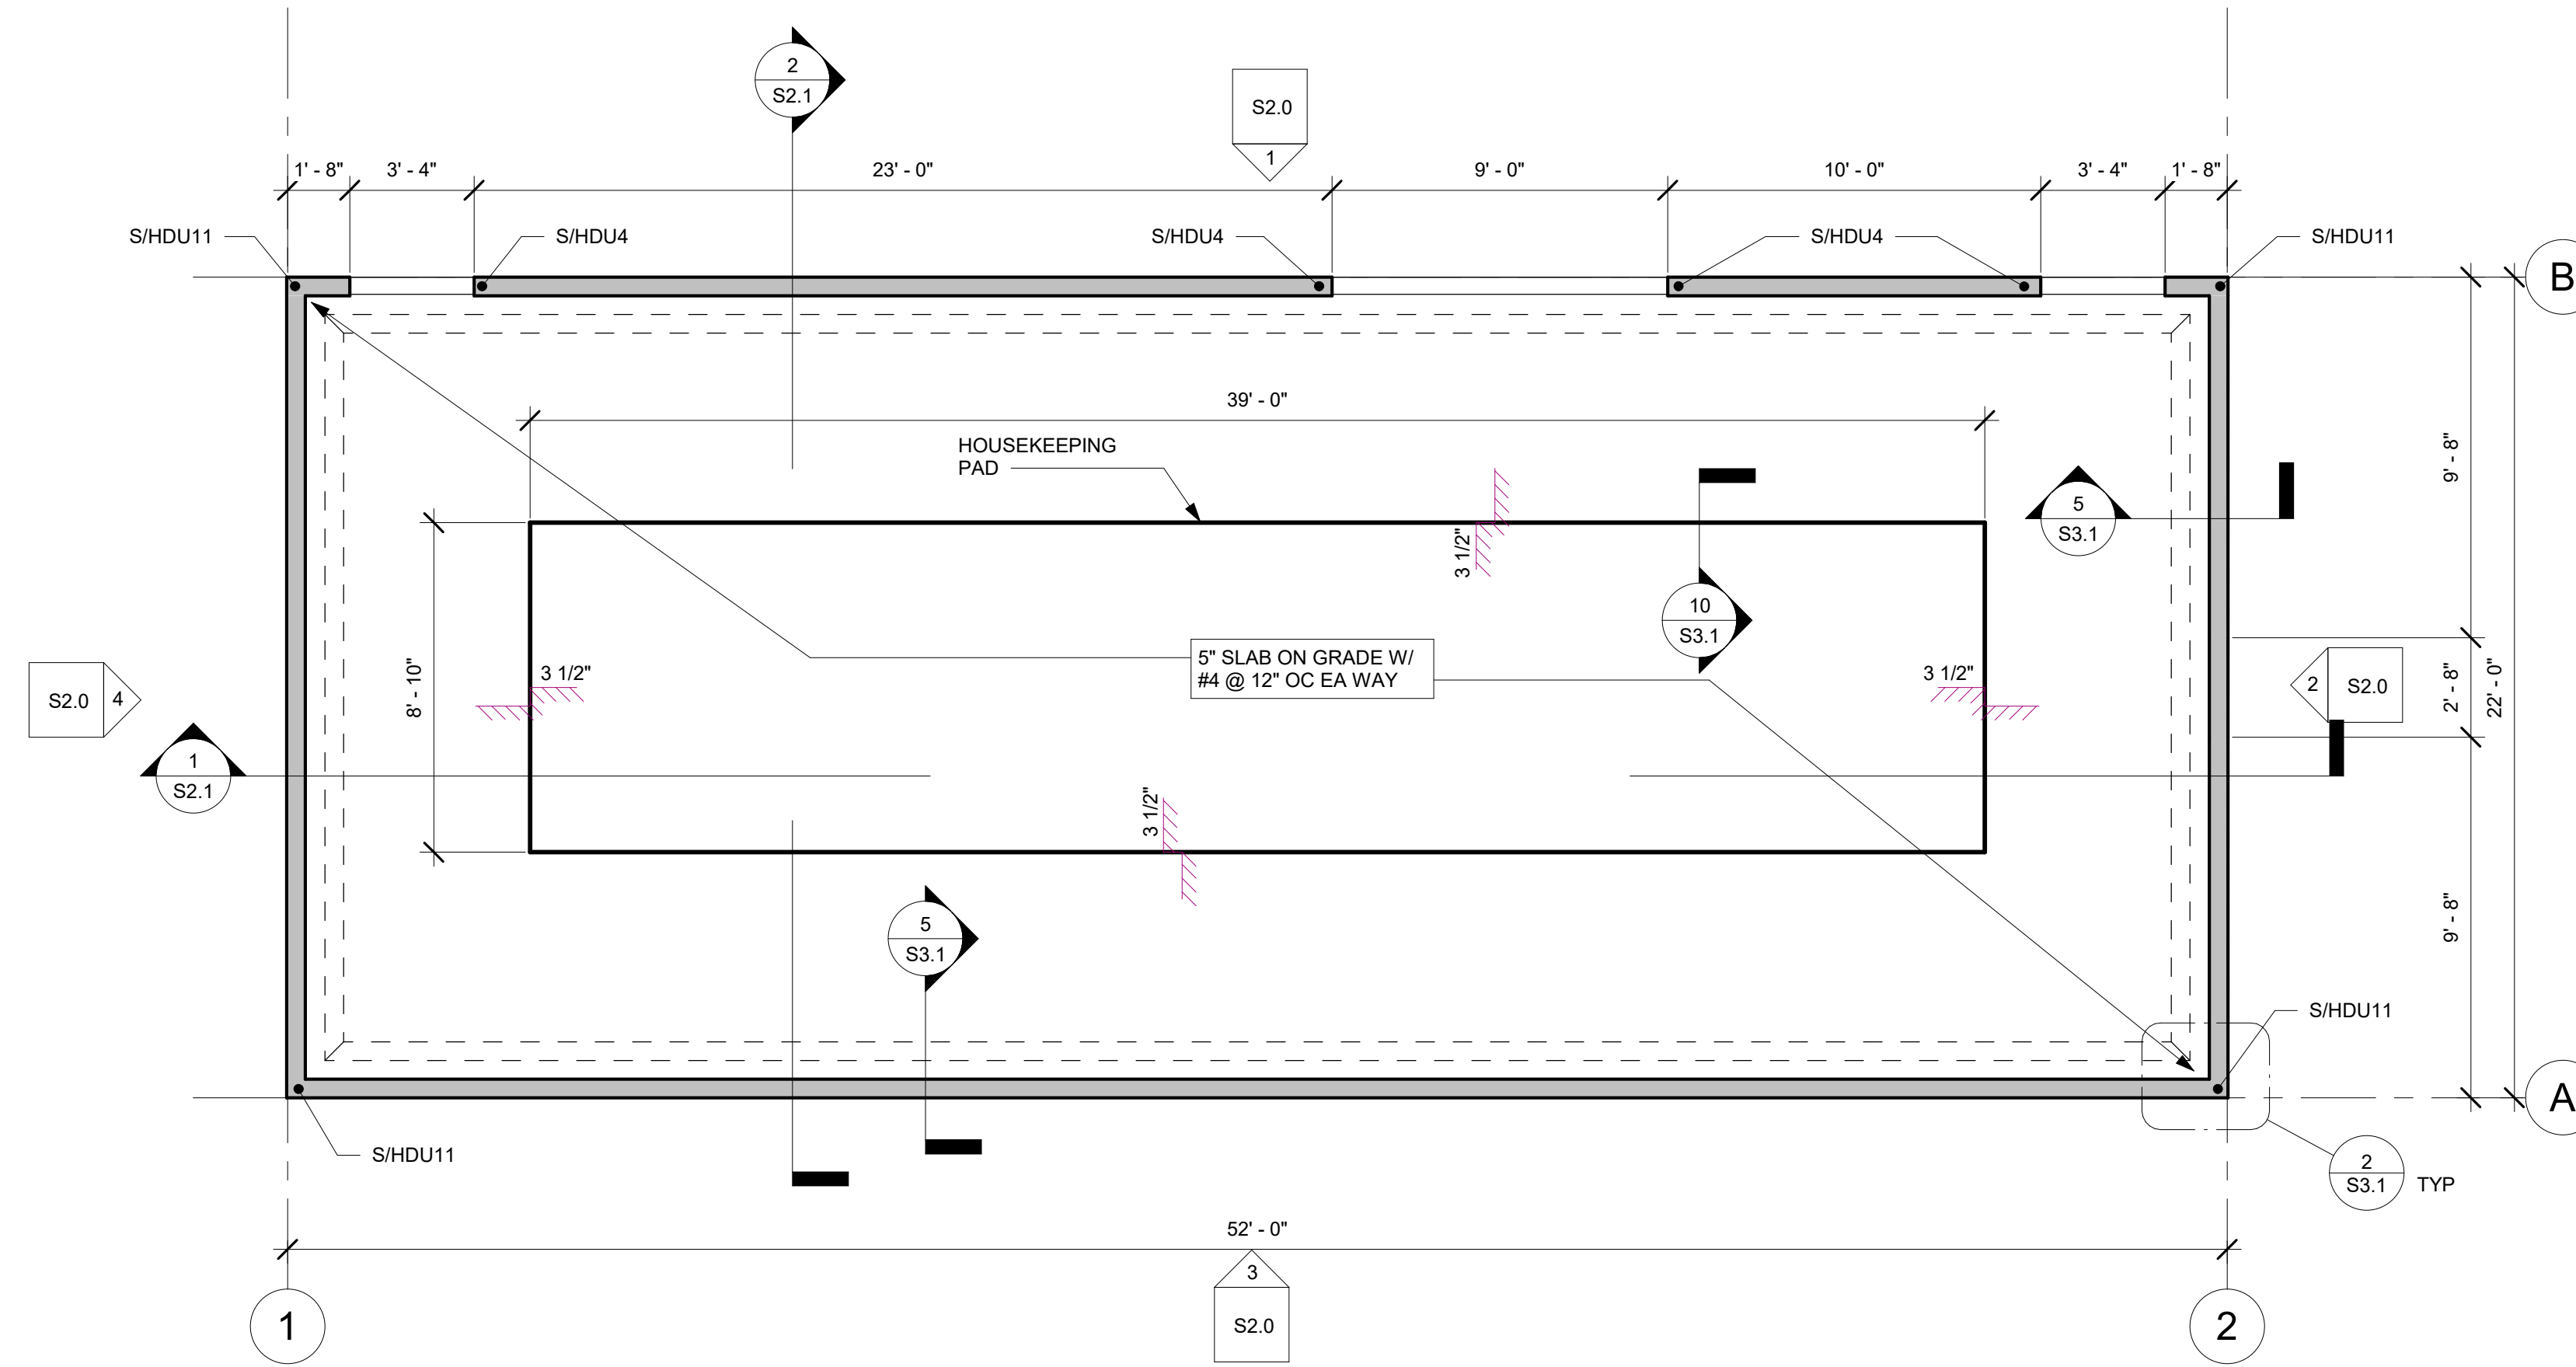 2
S2.1
S2.0
1
1' - 8"
3' - 4"
23' - 0"
9' - 0"
10' - 0"
3' - 4"
1' - 8"
S/HDU11
S/HDU4
S/HDU4
S/HDU4
S/HDU11
B
39' - 0"
HOUSEKEEPING
PAD
9' - 8"
5
S3.1
3 1/2"
10
S3.1
5" SLAB ON GRADE W/
#4 @ 12" OC EA WAY
8' - 10"
3 1/2"
3 1/2"
S2.0
4
2
S2.0
2' - 8"
22' - 0"
1
S2.1
3 1/2"
5
S3.1
9' - 8"
S/HDU11
A
S/HDU11
2
S3.1
TYP
52' - 0"
3
S2.0
1
2